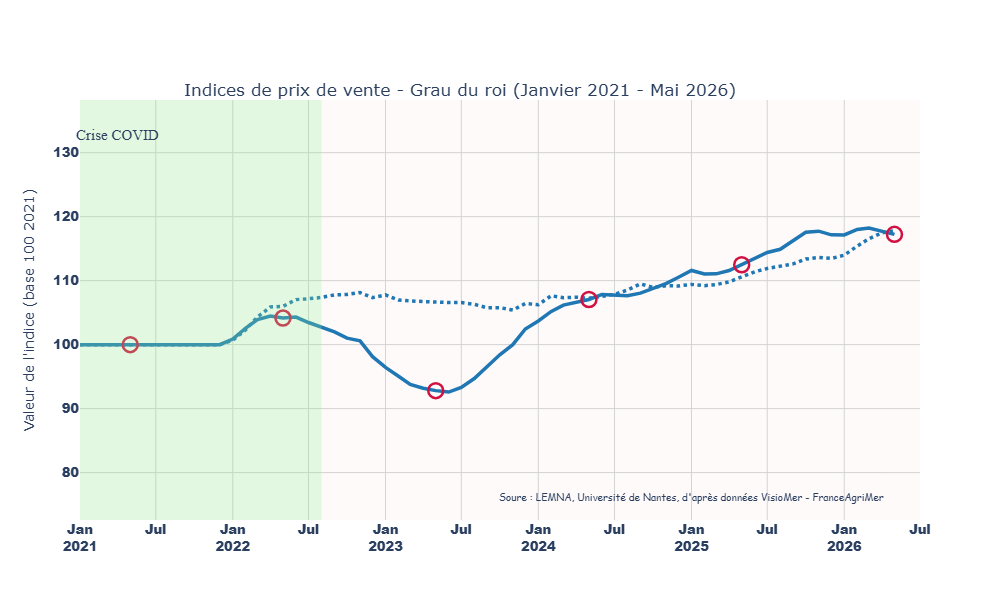 Indices de prix de vente - Grau du roi (Janvier 2021 - Mai 2026)
Crise COVID
Valeur de l'indice (base 100 2021)
130
120
110
100
90
80
Soure : LEMNA, Université de Nantes, d'après données VisioMer - FranceAgriMer
Jan Jul Jan Jul Jan Jul Jan Jul Jan Jul Jan Jul
2021 2022 2023 2024 2025 2026